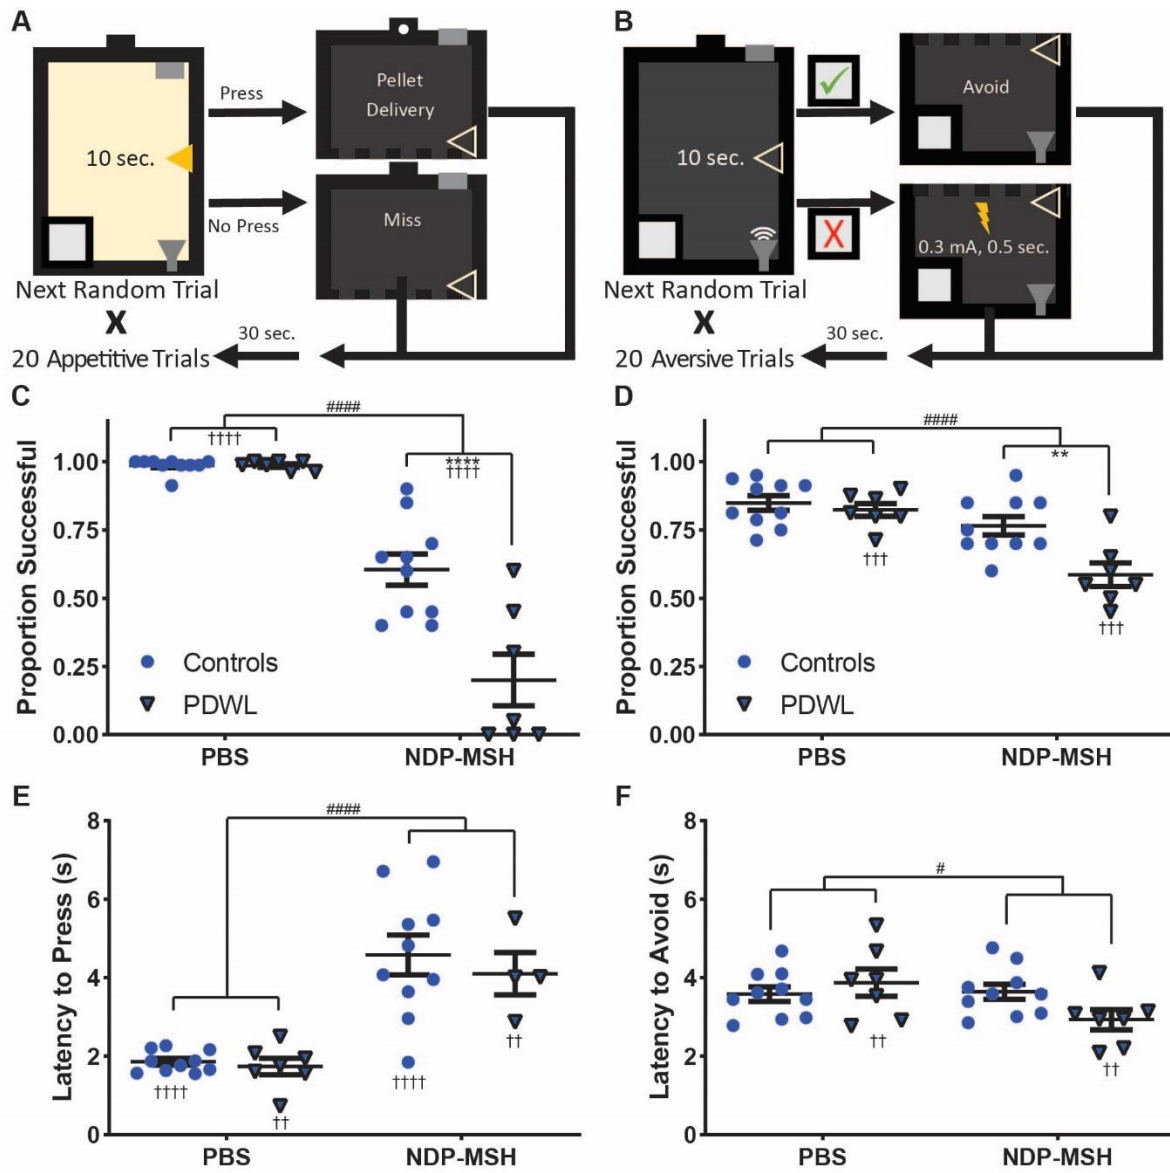 A
Press
10 sec.
No Press
Pellet
Delivery
Miss
Next Random Trial
X
20 Appetitive Trials
30 sec.
B
10 sec.
Avoid
X
0.3 mA, 0.5 sec.
Next Random Trial
X
20 Aversive Trials
30 sec.
C
####
††††
****
††††
Proportion Successful
1.00
0.75
0.50
0.25
0.00
Controls
PDWL
PBS
NDP-MSH
D
####
**
†††
†††
Proportion Successful
1.00
0.75
0.50
0.25
0.00
Controls
PDWL
PBS
NDP-MSH
E
####
††††
††
††††
††
Latency to Press (s)
8
6
4
2
0
PBS
NDP-MSH
F
#
††
††
Latency to Avoid (s)
8
6
4
2
0
PBS
NDP-MSH